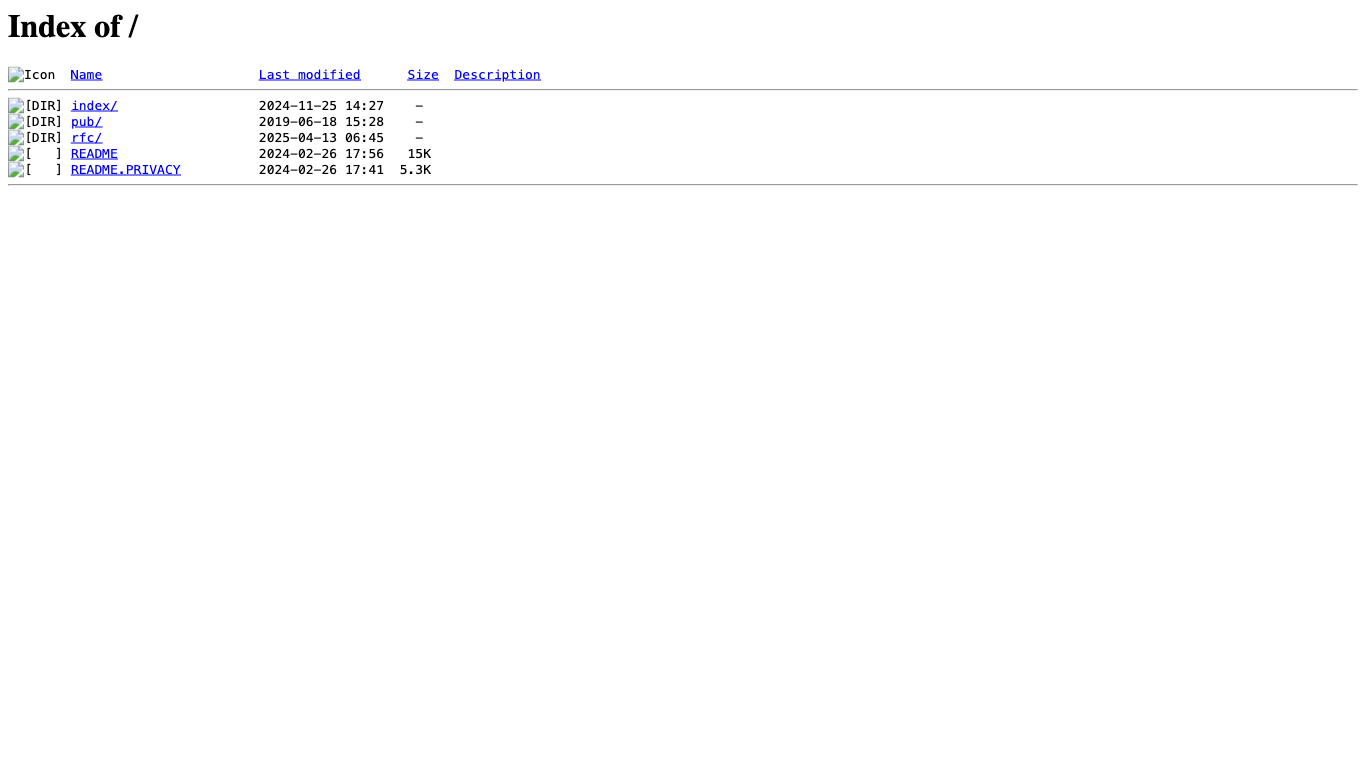 Index of /
Icon  Name                    Last modified      Size  Description
[DIR] index/                  2024-11-25 14:27    -
[DIR] pub/                    2019-06-18 15:28    -
[DIR] rfc/                    2025-04-13 06:45    -
[   ] README                  2024-02-26 17:56   15K
[   ] README.PRIVACY          2024-02-26 17:41  5.3K